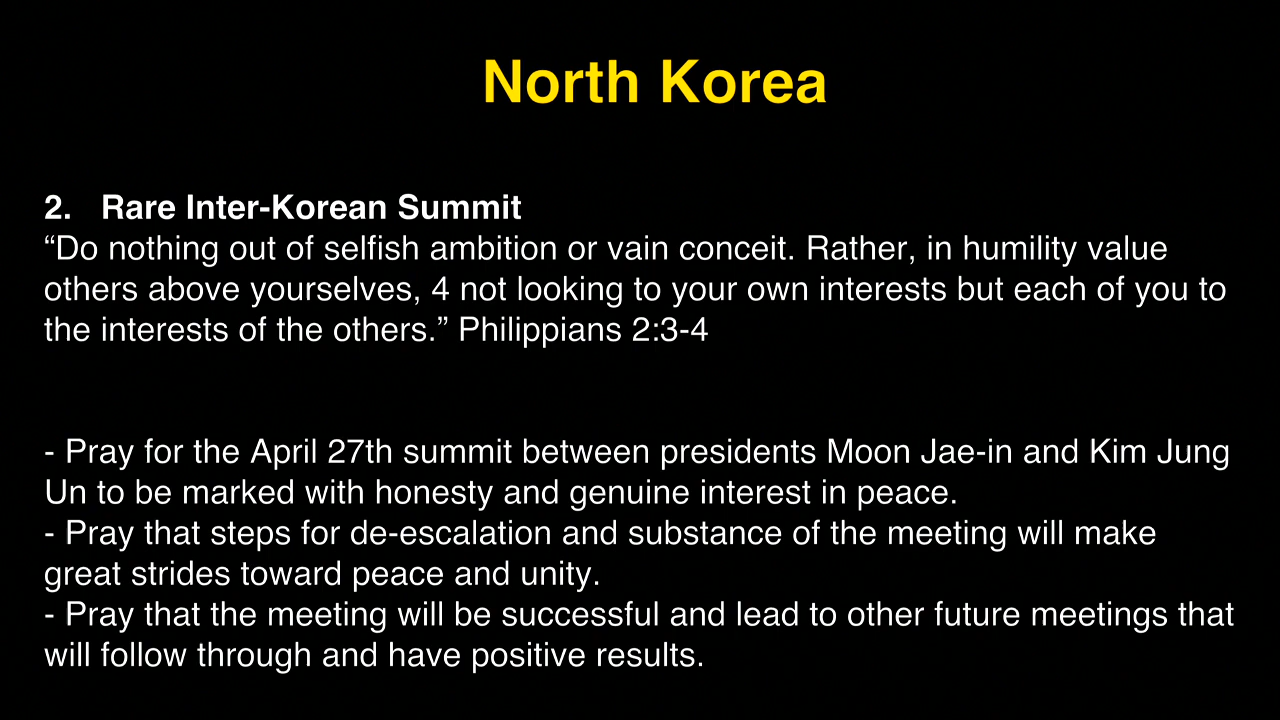 North Korea
2. Rare Inter-Korean Summit
“Do nothing out of selfish ambition or vain conceit. Rather, in humility value
others above yourselves, 4 not looking to your own interests but each of you to
the interests of the others.” Philippians 2:3-4
- Pray for the April 27th summit between presidents Moon Jae-in and Kim Jung
Un to be marked with honesty and genuine interest in peace.
- Pray that steps for de-escalation and substance of the meeting will make
great strides toward peace and unity.
- Pray that the meeting will be successful and lead to other future meetings that
will follow through and have positive results.